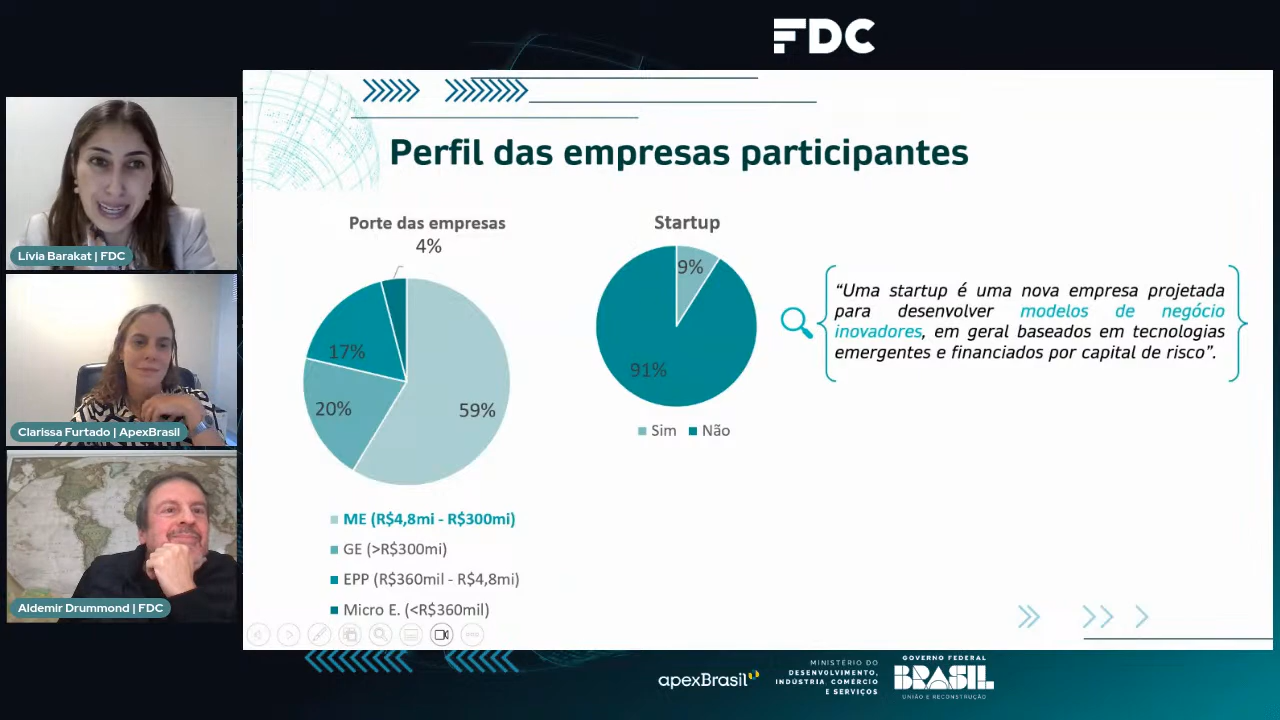 FDC
Perfil das empresas participantes
Porte das empresas
4%
17%
20%
59%
ME (R$4,8mi - R$300mi)
GE (>R$300mi)
EPP (R$360mil - R$4,8mi)
Micro E. (<R$360mil)
Startup
9%
91%
Sim
Não
“Uma startup é uma nova empresa projetada
para desenvolver modelos de negócio
inovadores, em geral baseados em tecnologias
emergentes e financiados por capital de risco”.
Lívia Barakat | FDC
Clarissa Furtado | ApexBrasil
Aldemir Drummond | FDC
apexBrasil
MINISTÉRIO DO
DESENVOLVIMENTO,
INDÚSTRIA, COMÉRCIO
E SERVIÇOS
GOVERNO FEDERAL
BRASIL
UNIÃO E RECONSTRUÇÃO